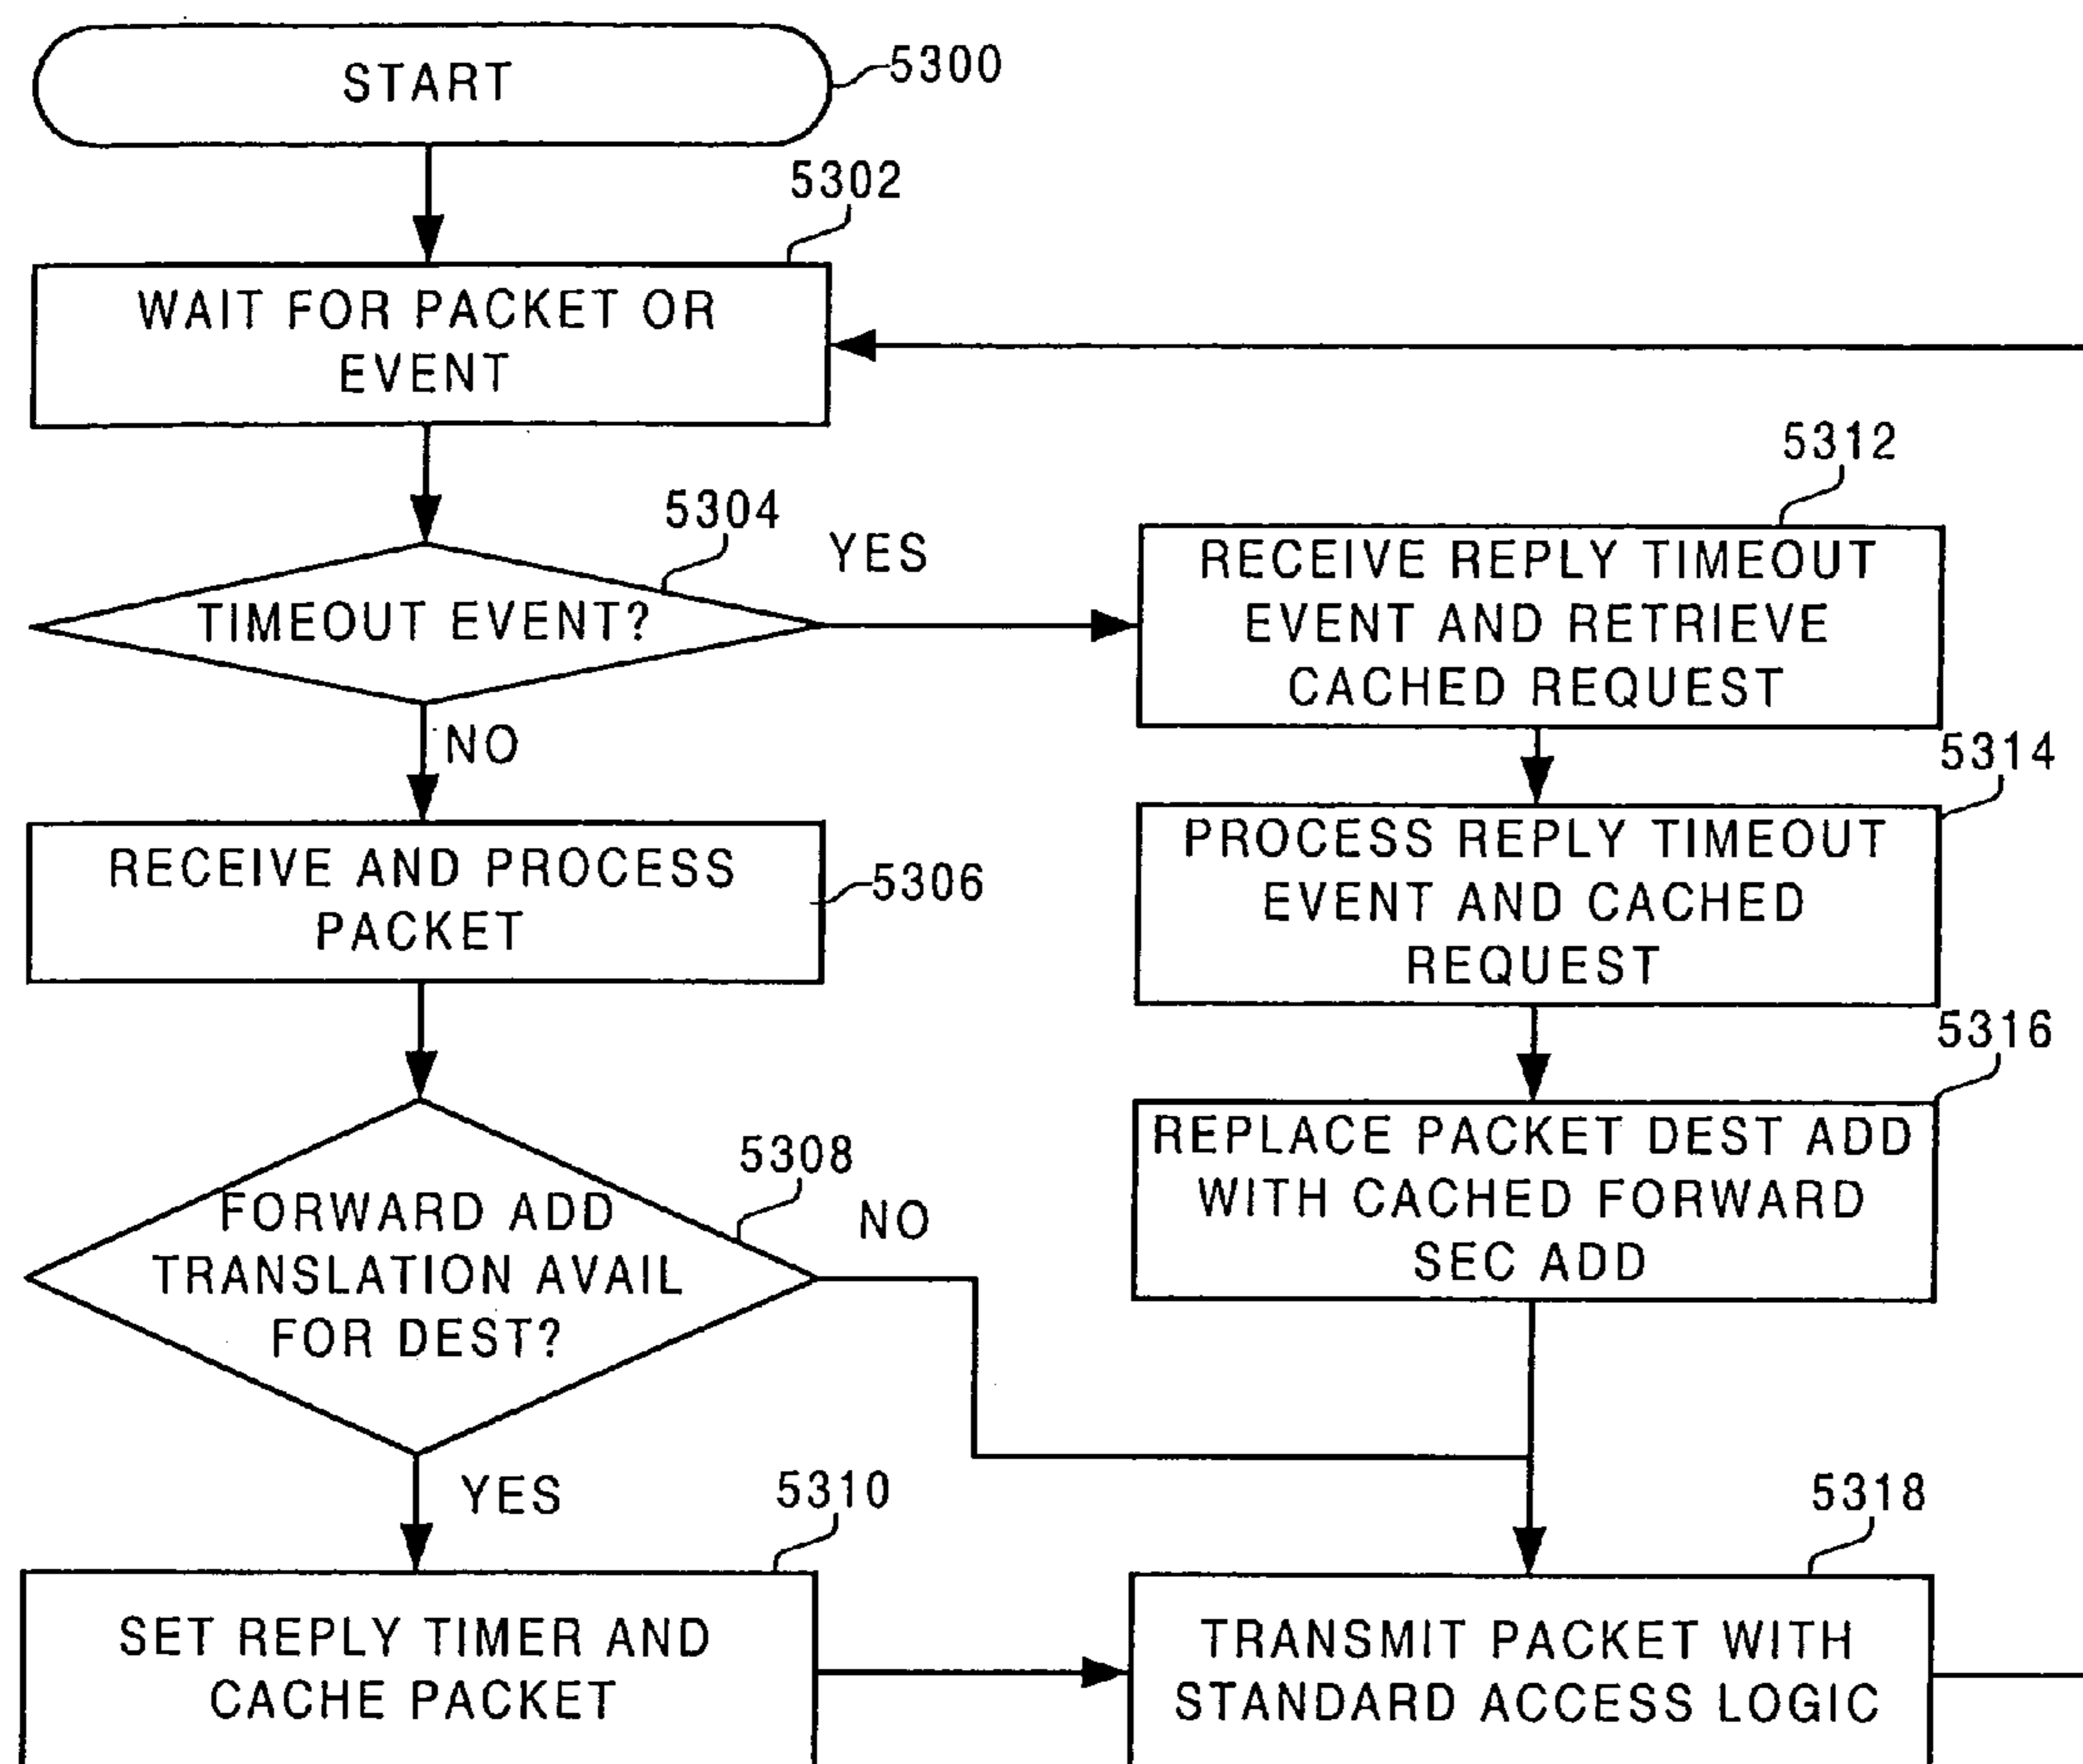 START
5300
5302
WAIT FOR PACKET OR
EVENT
5304
TIMEOUT EVENT?
YES
NO
5312
RECEIVE REPLY TIMEOUT
EVENT AND RETRIEVE
CACHED REQUEST
5306
RECEIVE AND PROCESS
PACKET
5314
PROCESS REPLY TIMEOUT
EVENT AND CACHED
REQUEST
5308
FORWARD ADD
TRANSLATION AVAIL
FOR DEST?
NO
YES
5316
REPLACE PACKET DEST ADD
WITH CACHED FORWARD
SEC ADD
5310
SET REPLY TIMER AND
CACHE PACKET
5318
TRANSMIT PACKET WITH
STANDARD ACCESS LOGIC